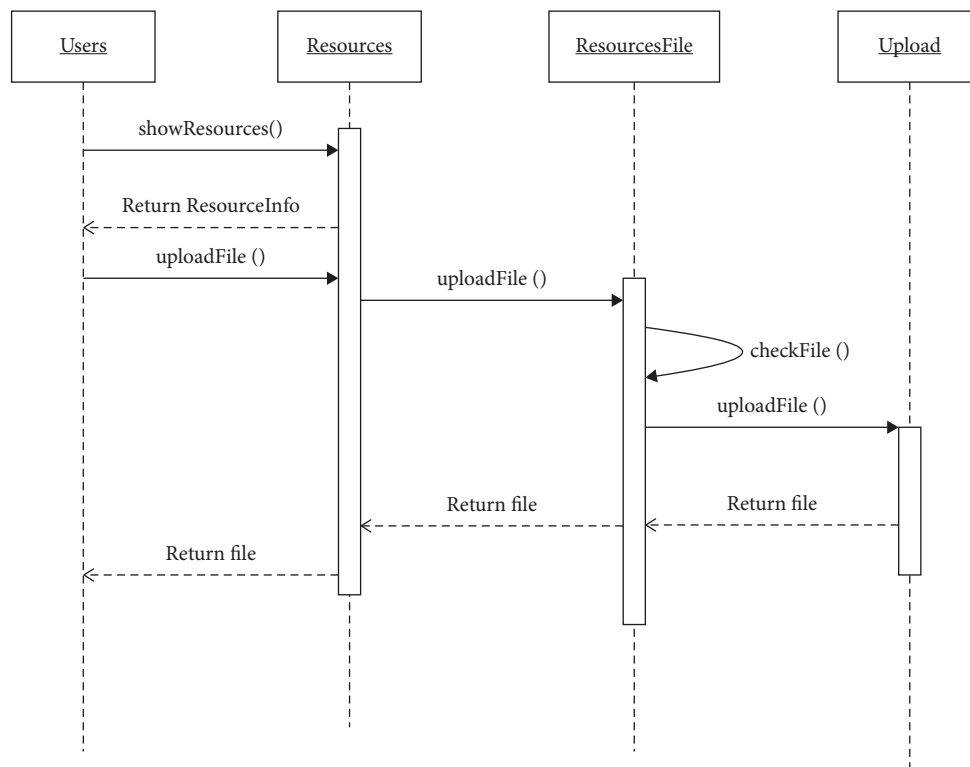 Users
Resources
ResourcesFile
Upload
showResources()
Return ResourceInfo
uploadFile ()
uploadFile ()
checkFile ()
uploadFile ()
Return file
Return file
Return file